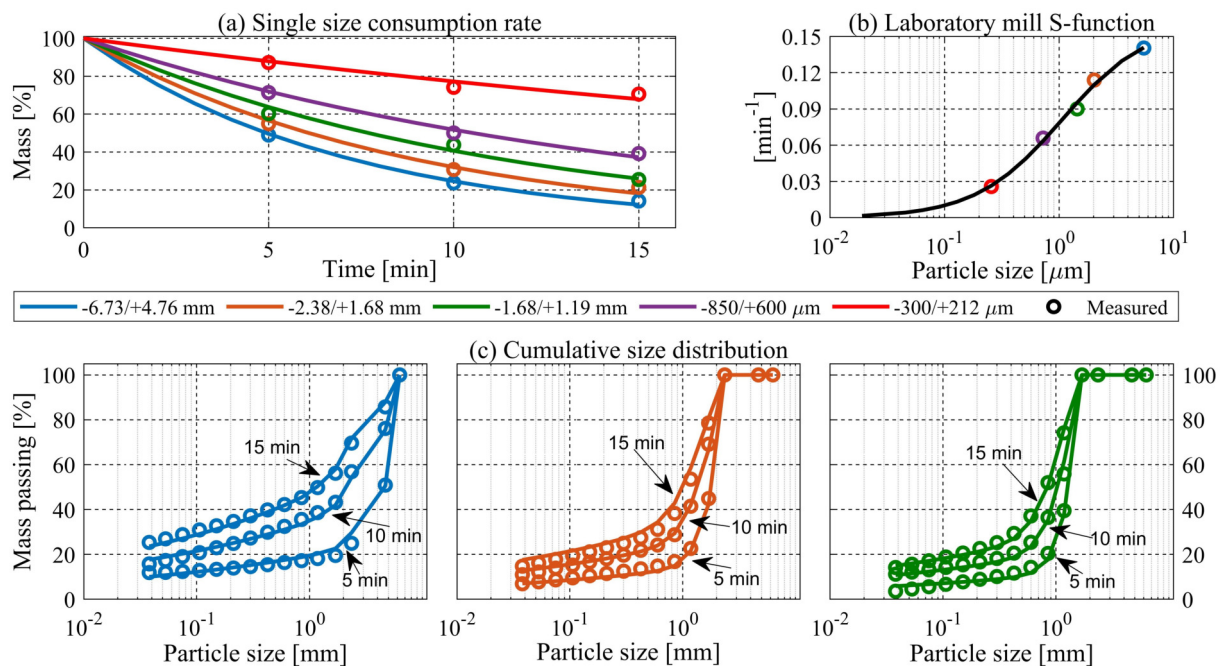 (a) Single size consumption rate
100
80
60
40
20
0
Mass [%]
0 5 10 15
Time [min]
(b) Laboratory mill S-function
0.15
0.12
0.09
0.06
0.03
0
[min⁻¹]
10⁻² 10⁻¹ 10⁰ 10¹
Particle size [μm]
-6.73/+4.76 mm -2.38/+1.68 mm -1.68/+1.19 mm -850/+600 μm -300/+212 μm Measured
(c) Cumulative size distribution
100
80
60
40
20
0
Mass passing [%]
15 min
10 min
5 min
10⁻² 10⁻¹ 10⁰
Particle size [mm]
15 min
10 min
5 min
10⁻² 10⁻¹ 10⁰
Particle size [mm]
15 min
10 min
5 min
100
80
60
40
20
0
10⁻² 10⁻¹ 10⁰
Particle size [mm]